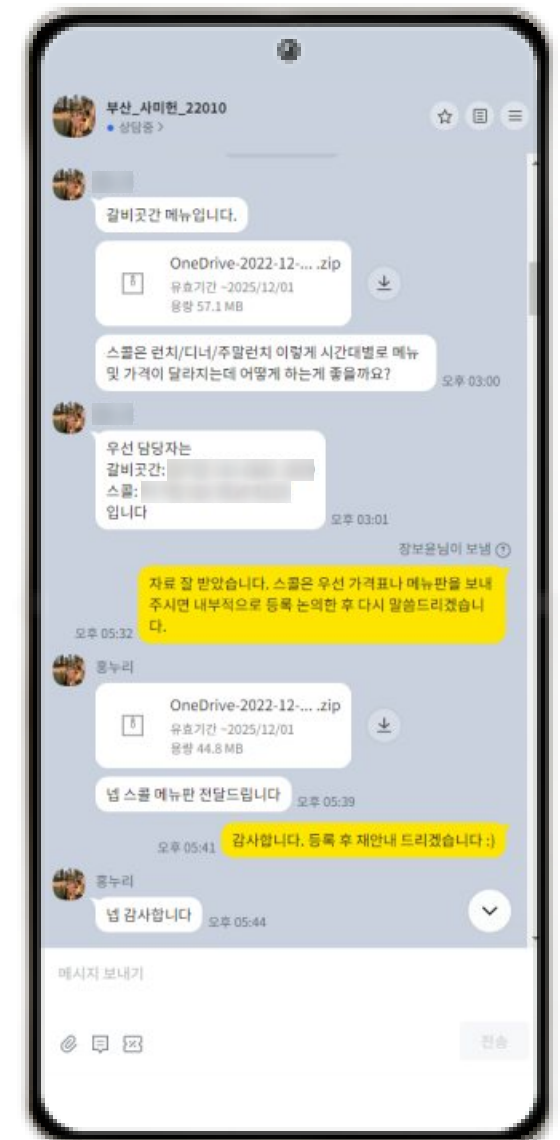 부산_사미헌_22010
상담중 >
갈비곳간 메뉴입니다.
OneDrive-2022-12-... .zip
유효기간 ~2025/12/01
용량 57.1 MB
스콜은 런치/디너/주말런치 이렇게 시간대별로 메뉴
및 가격이 달라지는데 어떻게 하는게 좋을까요?
오후 03:00
우선 담당자는
갈비곳간:
스콜:
입니다
오후 03:01
장보윤님이 보냄
자료 잘 받았습니다. 스콜은 우선 가격표나 메뉴판을 보내
주시면 내부적으로 등록 논의한 후 다시 말씀드리겠습니
다.
오후 05:32
홍누리
OneDrive-2022-12-... .zip
유효기간 ~2025/12/01
용량 44.8 MB
넵 스콜 메뉴판 전달드립니다
오후 05:39
감사합니다. 등록 후 재안내 드리겠습니다 :)
오후 05:41
홍누리
넵 감사합니다
오후 05:44
메시지 보내기
전송